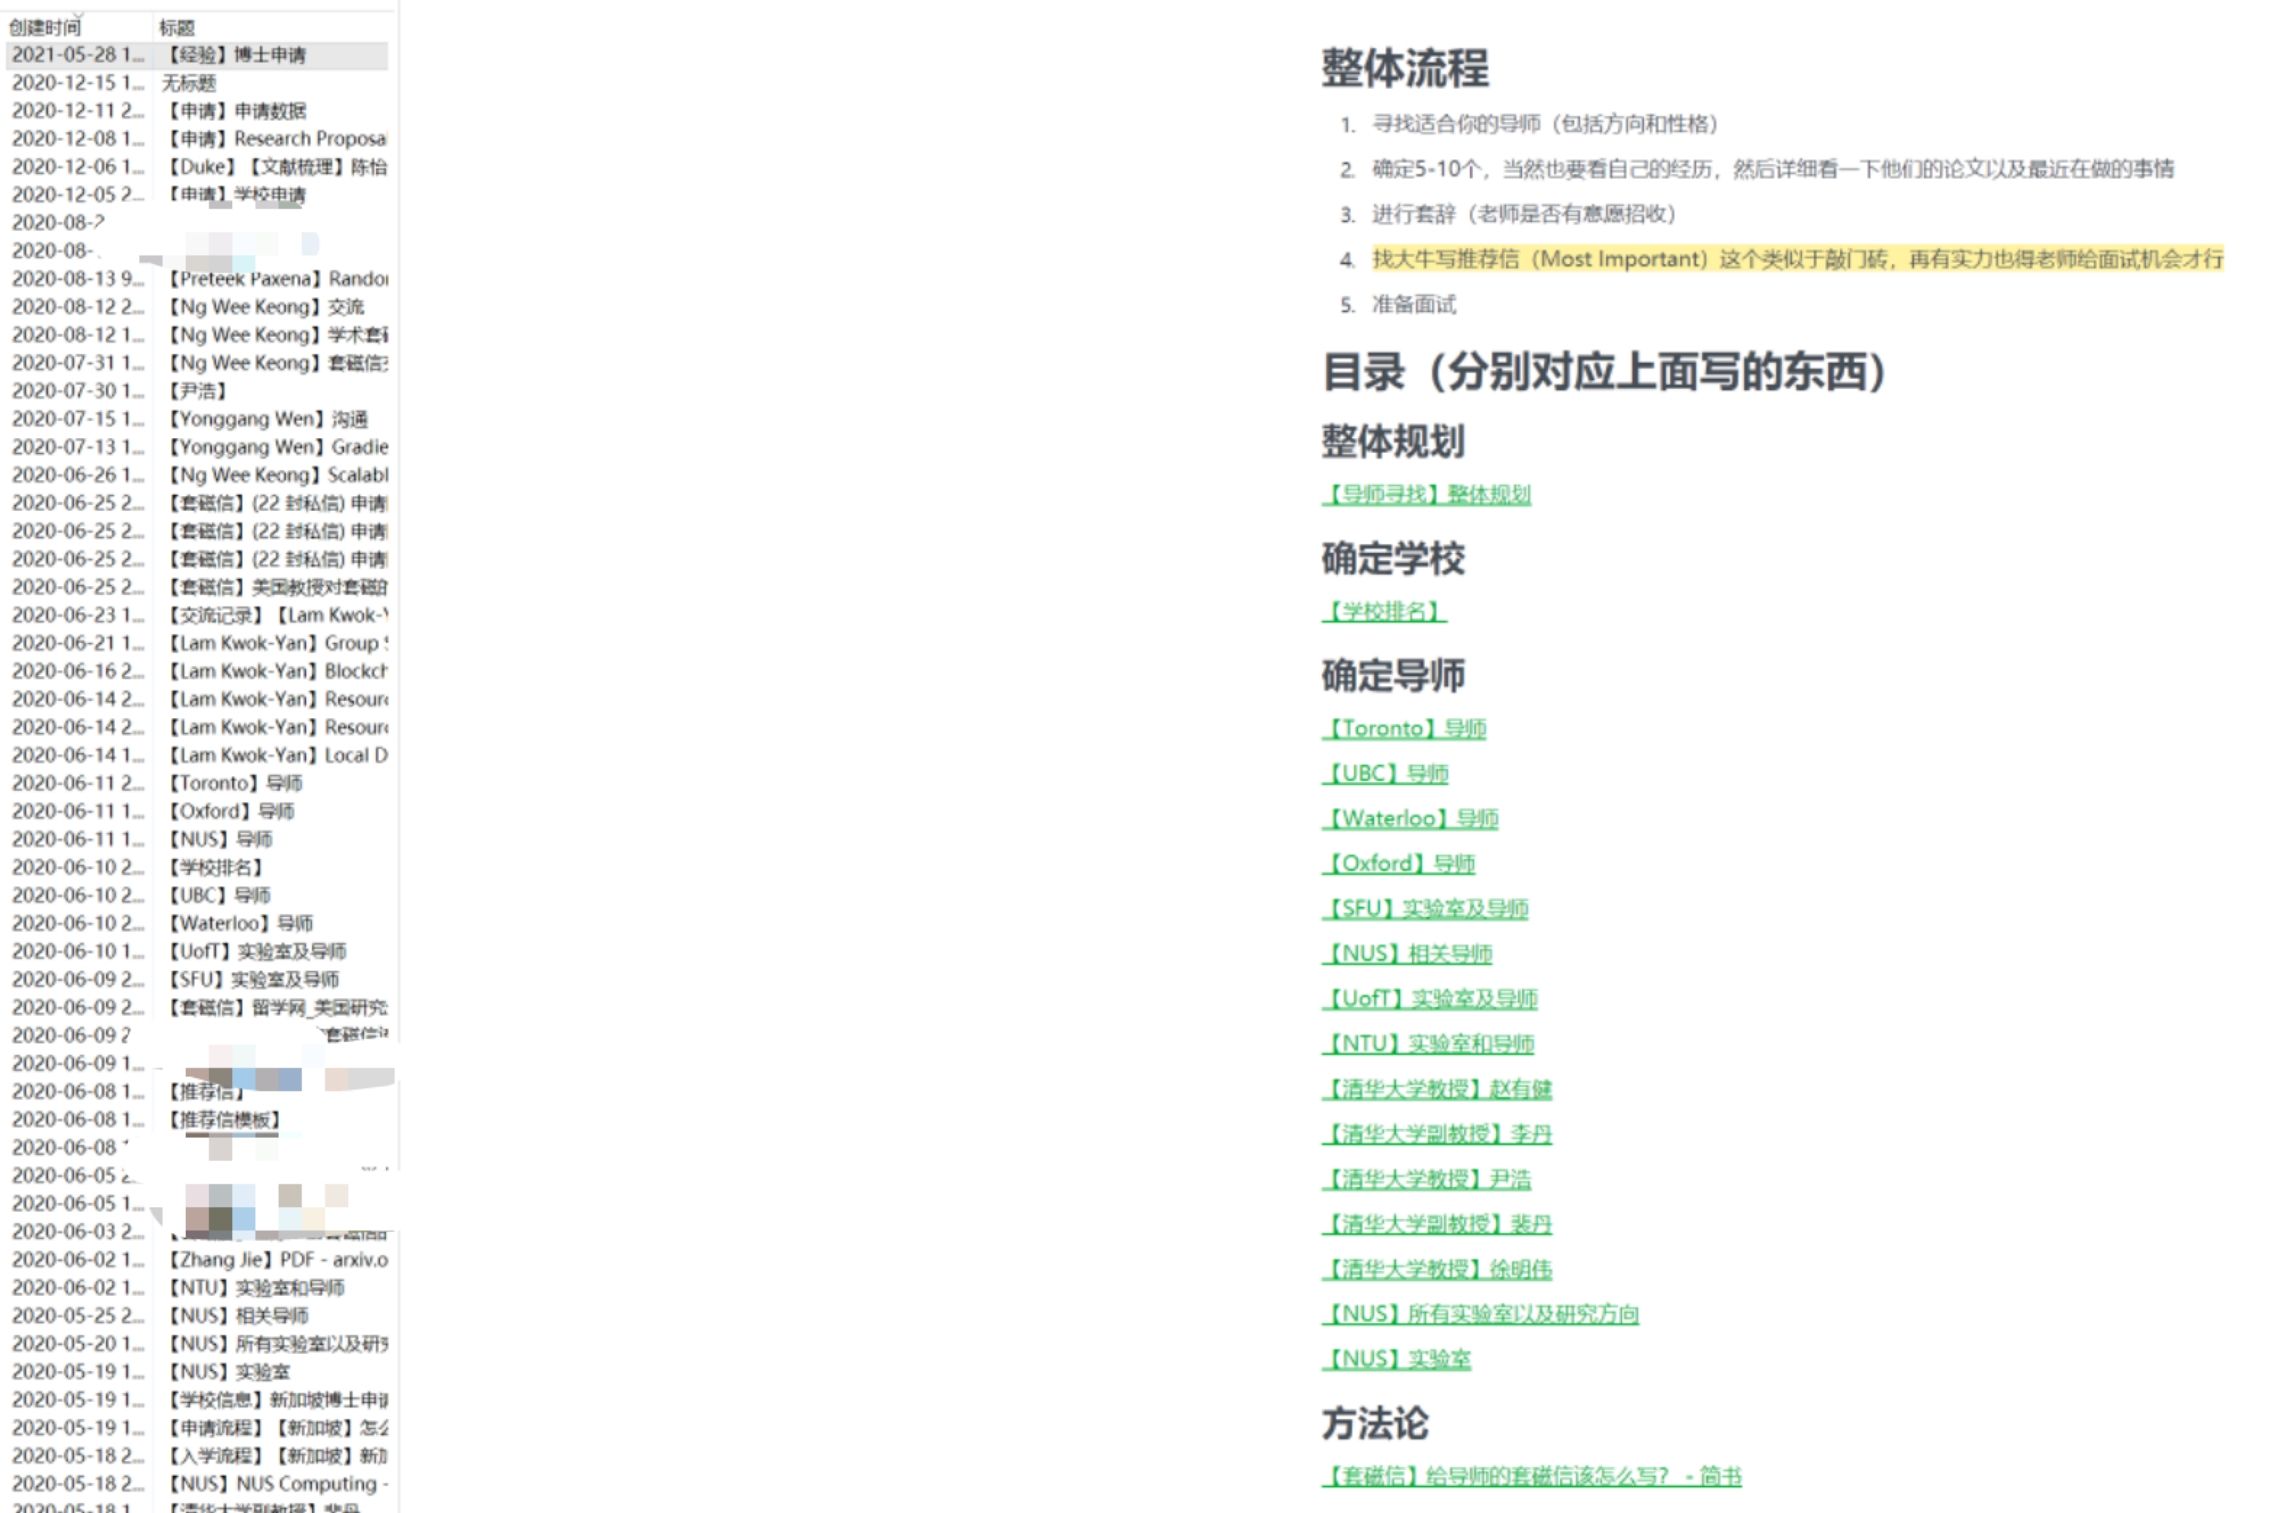 创建时间 标题
2021-05-28 1... 【经验】博士申请
2020-12-15 1... 无标题
2020-12-11 2... 【申请】申请数据
2020-12-08 1... 【申请】Research Proposal
2020-12-06 1... 【Duke】【文献梳理】陈怡
2020-12-05 2... 【申请】学校申请
2020-08-2
2020-08-
2020-08-13 9... 【Preteek Paxena】Random
2020-08-12 2... 【Ng Wee Keong】交流
2020-08-12 1... 【Ng Wee Keong】学术套磁
2020-07-31 1... 【Ng Wee Keong】套磁信
2020-07-30 1... 【尹浩】
2020-07-15 1... 【Yonggang Wen】沟通
2020-07-13 1... 【Yonggang Wen】Gradie
2020-06-26 1... 【Ng Wee Keong】Scalabl
2020-06-25 2... 【套磁信】(22 封私信) 申请
2020-06-25 2... 【套磁信】(22 封私信) 申请
2020-06-25 2... 【套磁信】(22 封私信) 申请
2020-06-25 2... 【套磁信】美国教授对套磁的
2020-06-23 1... 【交流记录】【Lam Kwok-Y
2020-06-21 1... 【Lam Kwok-Yan】Group
2020-06-16 2... 【Lam Kwok-Yan】Blockch
2020-06-14 2... 【Lam Kwok-Yan】Resourc
2020-06-14 2... 【Lam Kwok-Yan】Resourc
2020-06-14 1... 【Lam Kwok-Yan】Local D
2020-06-11 2... 【Toronto】导师
2020-06-11 1... 【Oxford】导师
2020-06-11 1... 【NUS】导师
2020-06-10 2... 【学校排名】
2020-06-10 2... 【UBC】导师
2020-06-10 2... 【Waterloo】导师
2020-06-10 1... 【UofT】实验室及导师
2020-06-09 2... 【SFU】实验室及导师
2020-06-09 2... 【套磁信】留学网_美国研究
2020-06-09 2 套磁信
2020-06-09 1...
2020-06-08 1... 【推荐信】
2020-06-08 1... 【推荐信模板】
2020-06-08
2020-06-05 2...
2020-06-05 1...
2020-06-03 2...
2020-06-02 1... 【Zhang Jie】PDF - arxiv.o
2020-06-02 1... 【NTU】实验室和导师
2020-05-25 2... 【NUS】相关导师
2020-05-20 1... 【NUS】所有实验室以及研究
2020-05-19 1... 【NUS】实验室
2020-05-19 1... 【学校信息】新加坡博士申请
2020-05-19 1... 【申请流程】【新加坡】怎么
2020-05-18 2... 【入学流程】【新加坡】新加
2020-05-18 2... 【NUS】NUS Computing -
2020-05-18 1... 【清华大学副教授】裴丹
整体流程
1. 寻找适合你的导师（包括方向和性格）
2. 确定5-10个，当然也要看自己的经历，然后详细看一下他们的论文以及最近在做的事情
3. 进行套辞（老师是否有意愿招收）
4. 找大牛写推荐信（Most Important）这个类似于敲门砖，再有实力也得老师给面试机会才行
5. 准备面试
目录（分别对应上面写的东西）
整体规划
【导师寻找】整体规划
确定学校
【学校排名】
确定导师
【Toronto】导师
【UBC】导师
【Waterloo】导师
【Oxford】导师
【SFU】实验室及导师
【NUS】相关导师
【UofT】实验室及导师
【NTU】实验室和导师
【清华大学教授】赵有健
【清华大学副教授】李丹
【清华大学教授】尹浩
【清华大学副教授】裴丹
【清华大学教授】徐明伟
【NUS】所有实验室以及研究方向
【NUS】实验室
方法论
【套磁信】给导师的套磁信该怎么写？ - 简书